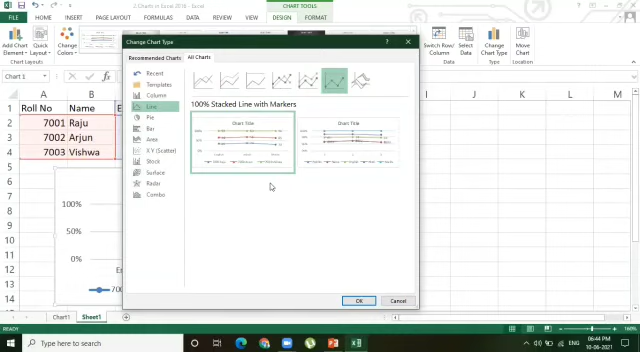 2. Charts in Excel 2016 - Excel
CHART TOOLS
FILE HOME INSERT PAGE LAYOUT FORMULAS DATA REVIEW VIEW DESIGN FORMAT
Add Chart Element
Quick Layout
Change Colors
Switch Row/Column
Select Data
Change Chart Type
Move Chart
Chart Layouts
Data
Type
Location
Chart 1
Change Chart Type
Recommended Charts All Charts
Recent
Templates
Column
Line
Pie
Bar
Area
X Y (Scatter)
Stock
Surface
Radar
Combo
100% Stacked Line with Markers
Chart Title
Chart Title
OK Cancel
A B I J K L M
1 Roll No Name
2 7001 Raju
3 7002 Arjun
4 7003 Vishwa
5
6
7
8
9
10
11
12
13
14
100%
50%
0%
Chart1 Sheet1
READY
160%
Type here to search
ENG
06:44 PM
10-06-2021